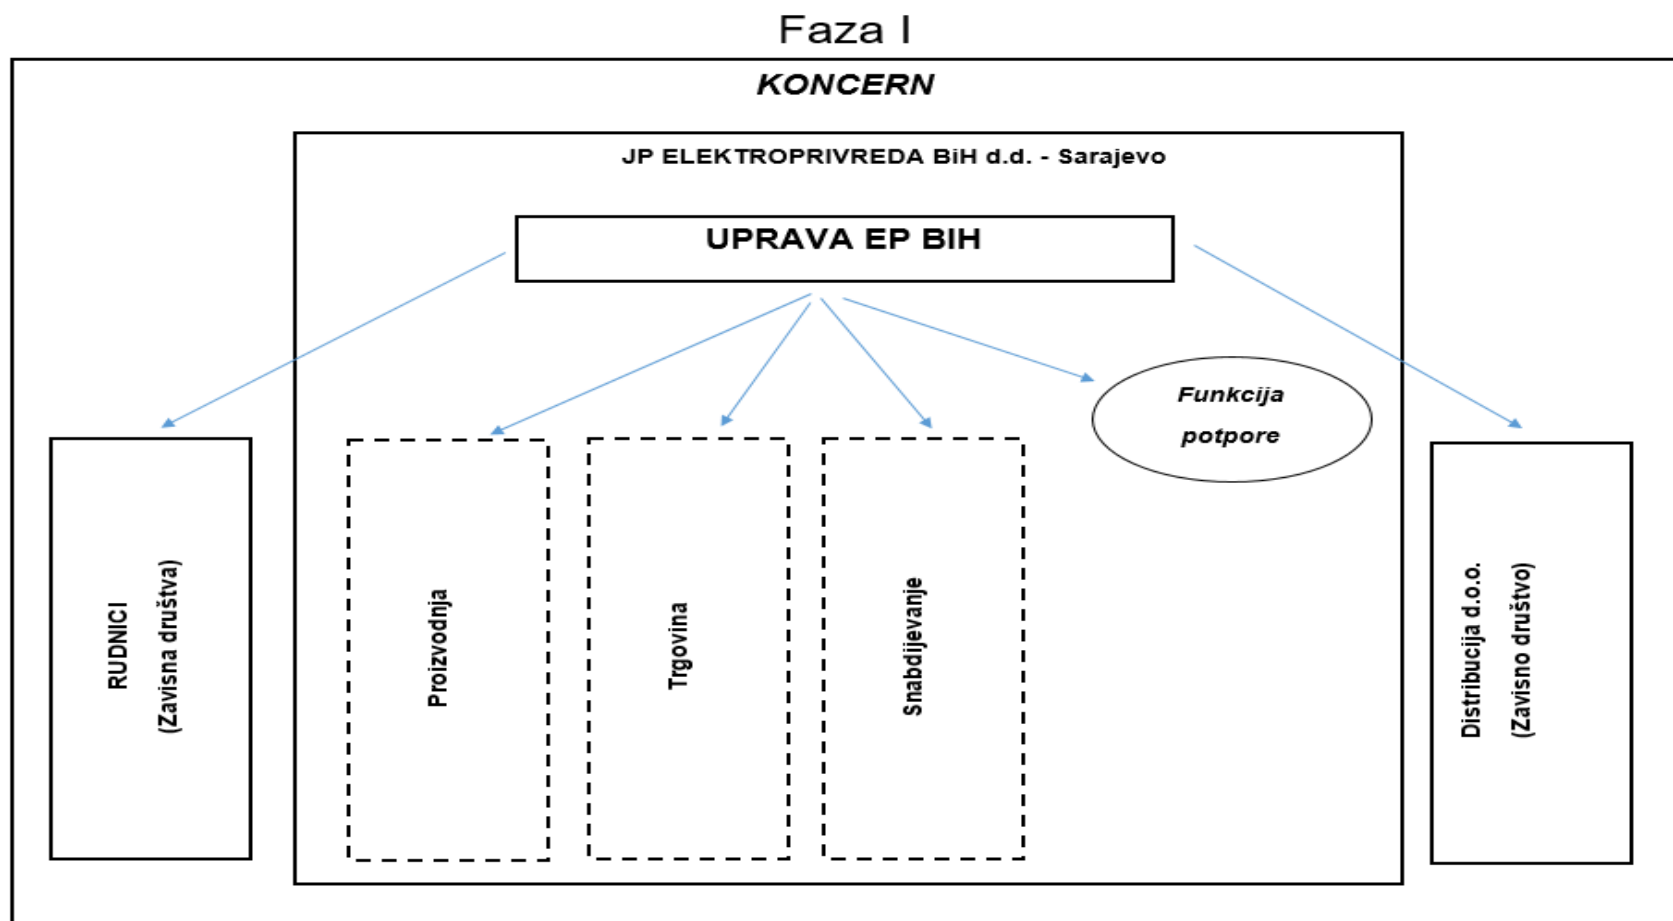 Faza I
KONCERN
JP ELEKTROPRIVREDA BiH d.d. - Sarajevo
UPRAVA EP BIH
Funkcija
potpore
RUDNICI
(Zavisna društva)
Proizvodnja
Trgovina
Snabdijevanje
Distribucija d.o.o.
(Zavisno društvo)